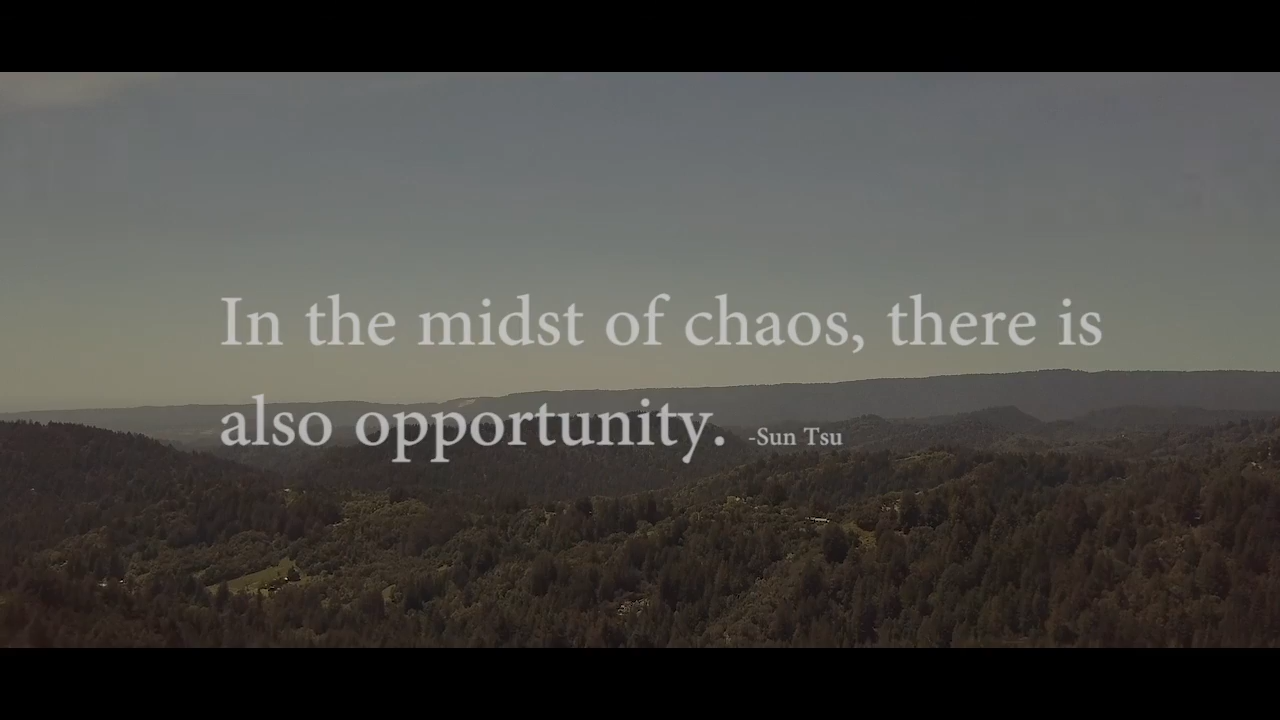 In the midst of chaos, there is
also opportunity. -Sun Tsu